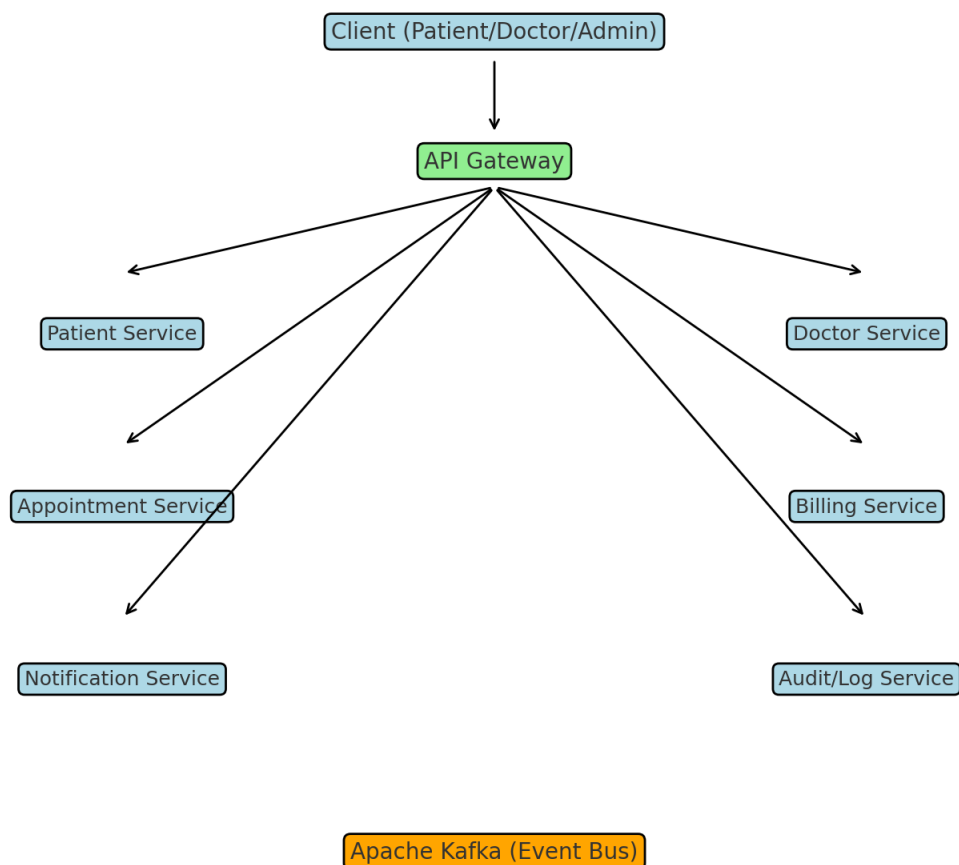 Client (Patient/Doctor/Admin)
API Gateway
Patient Service
Doctor Service
Appointment Service
Billing Service
Notification Service
Audit/Log Service
Apache Kafka (Event Bus)